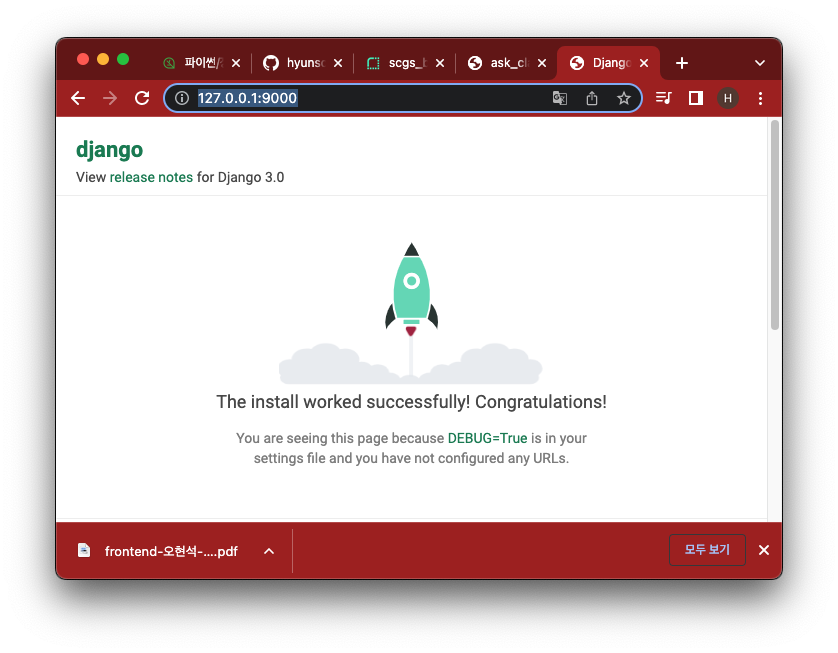 파이썬/
hyunsc
scgs_b
ask_cl
Django
127.0.0.1:9000
H
django
View release notes for Django 3.0
The install worked successfully! Congratulations!
You are seeing this page because DEBUG=True is in your
settings file and you have not configured any URLs.
frontend-오현석-....pdf
모두 보기